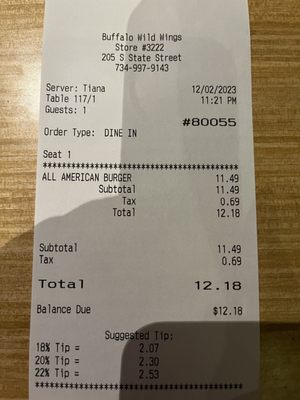 Buffalo Wild Wings
Store #3222
205 S State Street
734-997-9143
Server: Tiana 12/02/2023
Table 117/1 11:21 PM
Guests: 1
#80055
Order Type: DINE IN
Seat 1
****************************************
ALL AMERICAN BURGER 11.49
Subtotal 11.49
Tax 0.69
Total 12.18
Subtotal 11.49
Tax 0.69
Total 12.18
Balance Due $12.18
Suggested Tip:
18% Tip = 2.07
20% Tip = 2.30
22% Tip = 2.53
****************************************